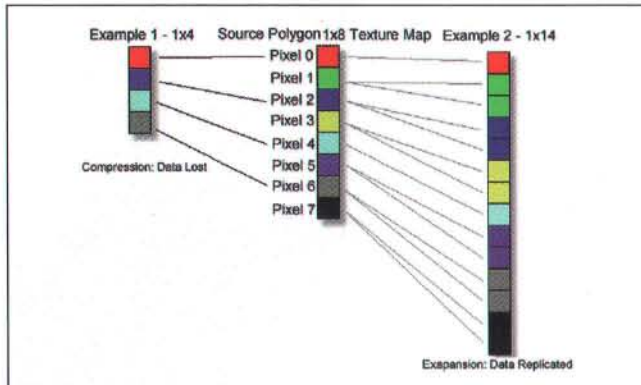 Example 1 - 1x4
Source Polygon 1x8 Texture Map
Example 2 - 1x14
Pixel 0
Pixel 1
Pixel 2
Pixel 3
Pixel 4
Pixel 5
Pixel 6
Pixel 7
Compression: Data Lost
Exapansion: Data Replicated